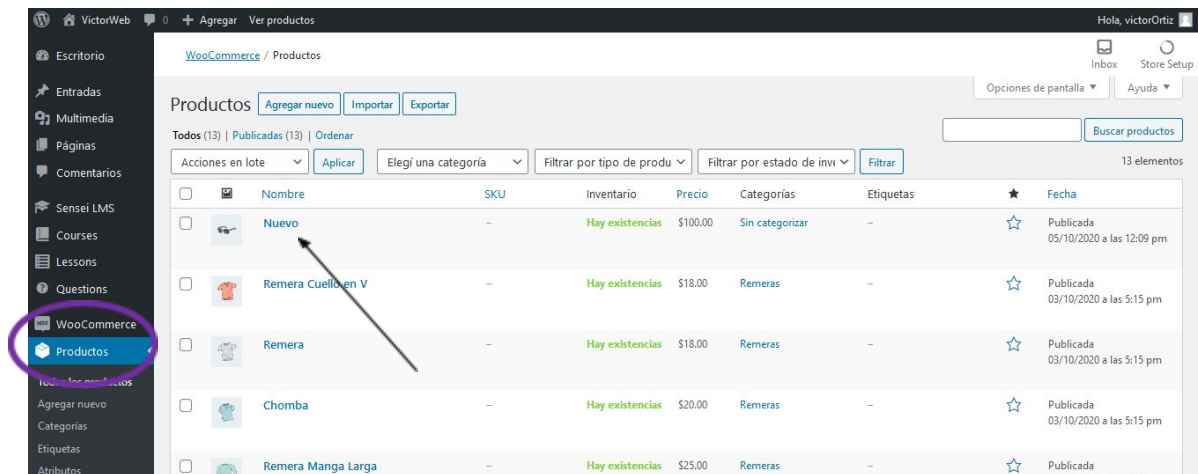 VictorWeb 0 Agregar Ver productos Hola, victorOrtiz
Escritorio
Entradas
Multimedia
Páginas
Comentarios
Sensei LMS
Courses
Lessons
Questions
WooCommerce
Productos
Todos los productos
Agregar nuevo
Categorías
Etiquetas
Atributos
WooCommerce / Productos
Inbox Store Setup
Opciones de pantalla ▼ Ayuda ▼
Productos Agregar nuevo Importar Exportar
Todos (13) | Publicadas (13) | Ordenar
Buscar productos
Acciones en lote Aplicar Elegí una categoría Filtrar por tipo de produ Filtrar por estado de inve Filtrar 13 elementos
Nombre SKU Inventario Precio Categorías Etiquetas ★ Fecha
Nuevo – Hay existencias $100.00 Sin categorizar – Publicada
05/10/2020 a las 12:09 pm
Remera Cuello en V – Hay existencias $18.00 Remeras – Publicada
03/10/2020 a las 5:15 pm
Remera – Hay existencias $18.00 Remeras – Publicada
03/10/2020 a las 5:15 pm
Chomba – Hay existencias $20.00 Remeras – Publicada
03/10/2020 a las 5:15 pm
Remera Manga Larga – Hay existencias $25.00 Remeras – Publicada